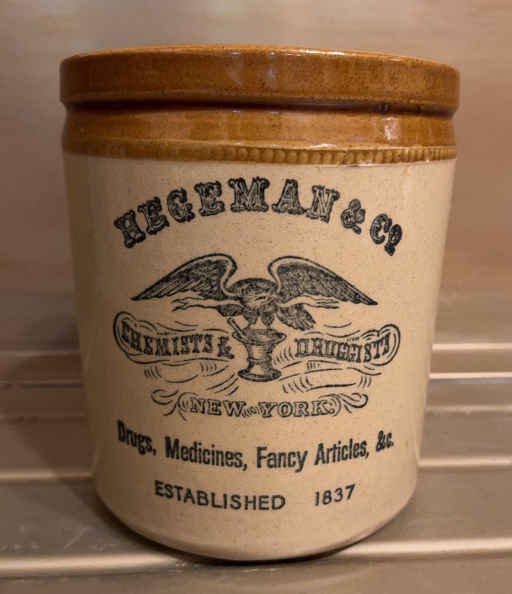 HEGEMAN & Co
CHEMISTS & DRUGGISTS
NEW-YORK.
Drugs, Medicines, Fancy Articles, &c.
ESTABLISHED 1837